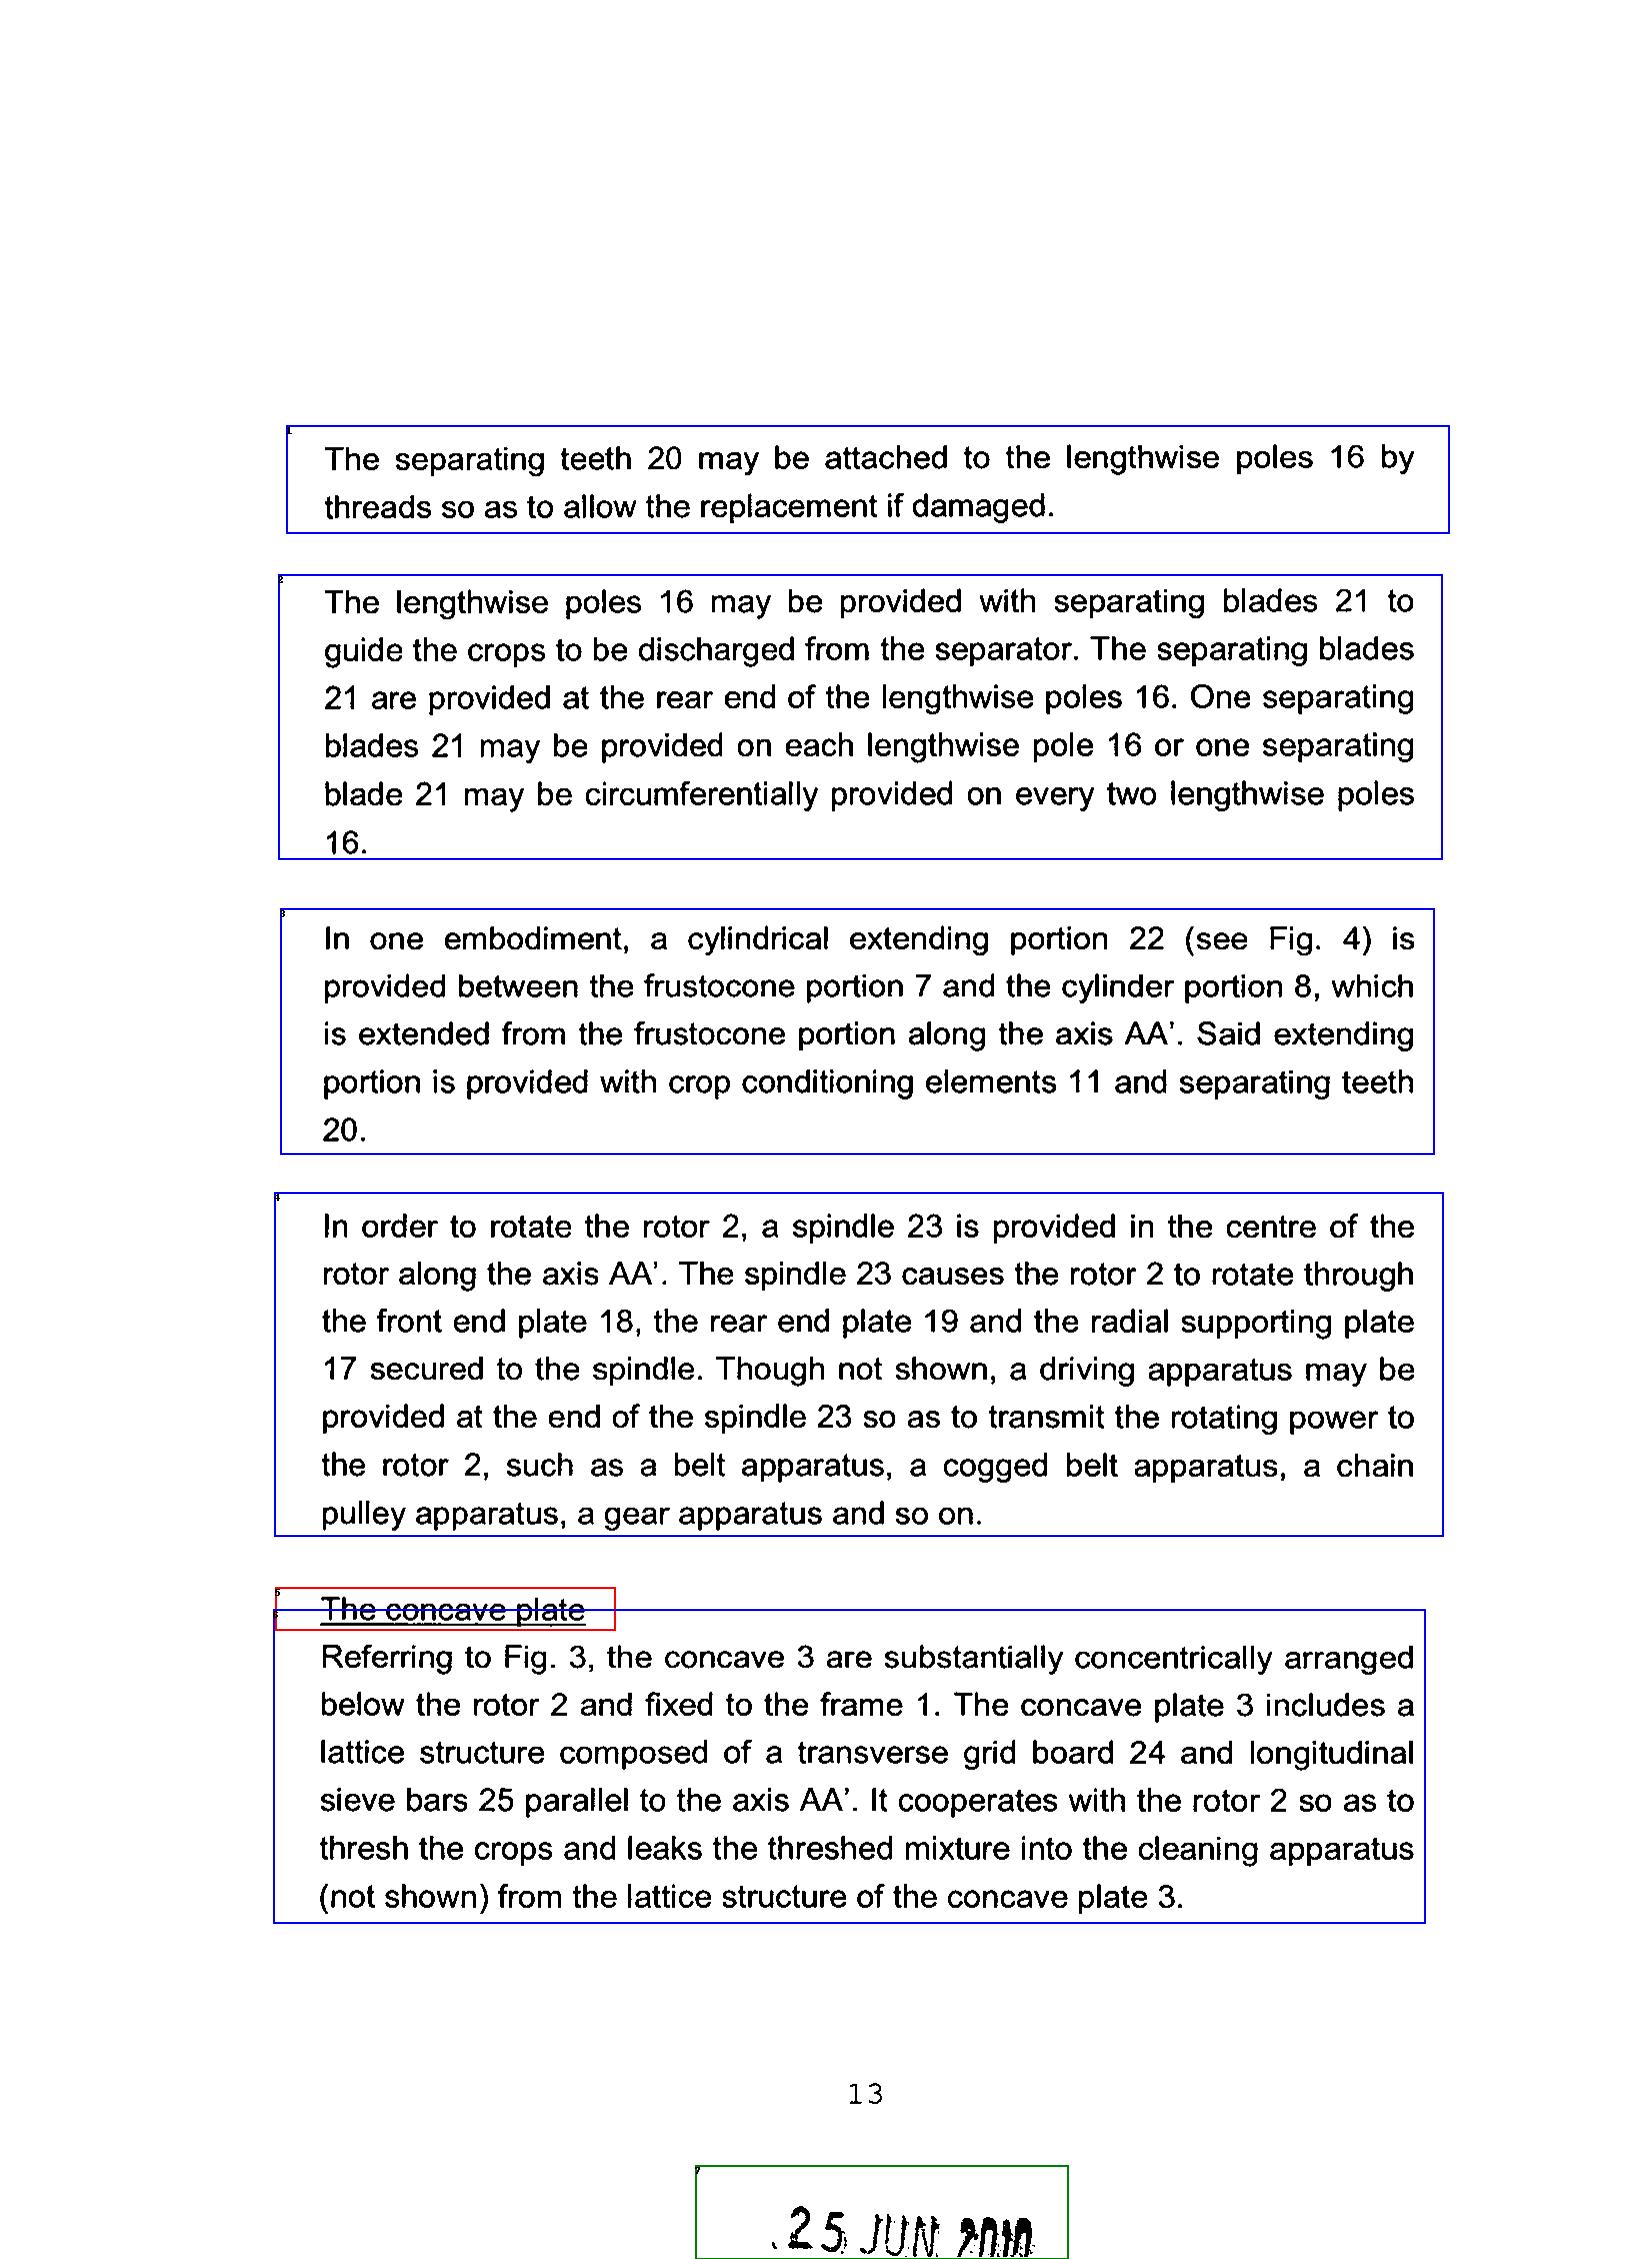 The separating teeth 20 may be attached to the lengthwise poles 16 by
threads so as to allow the replacement if damaged.
The lengthwise poles 16 may be provided with separating blades 21 to
guide the crops to be discharged from the separator. The separating blades
21 are provided at the rear end of the lengthwise poles 16. One separating
blades 21 may be provided on each lengthwise pole 16 or one separating
blade 21 may be circumferentially provided on every two lengthwise poles
16.
In one embodiment, a cylindrical extending portion 22 (see Fig. 4) is
provided between the frustocone portion 7 and the cylinder portion 8, which
is extended from the frustocone portion along the axis AA'. Said extending
portion is provided with crop conditioning elements 11 and separating teeth
20.
In order to rotate the rotor 2, a spindle 23 is provided in the centre of the
rotor along the axis AA'. The spindle 23 causes the rotor 2 to rotate through
the front end plate 18, the rear end plate 19 and the radial supporting plate
17 secured to the spindle. Though not shown, a driving apparatus may be
provided at the end of the spindle 23 so as to transmit the rotating power to
the rotor 2, such as a belt apparatus, a cogged belt apparatus, a chain
pulley apparatus, a gear apparatus and so on.
The concave plate
Referring to Fig. 3, the concave 3 are substantially concentrically arranged
below the rotor 2 and fixed to the frame 1. The concave plate 3 includes a
lattice structure composed of a transverse grid board 24 and longitudinal
sieve bars 25 parallel to the axis AA'. It cooperates with the rotor 2 so as to
thresh the crops and leaks the threshed mixture into the cleaning apparatus
(not shown) from the lattice structure of the concave plate 3.
13
25 JUN 2010